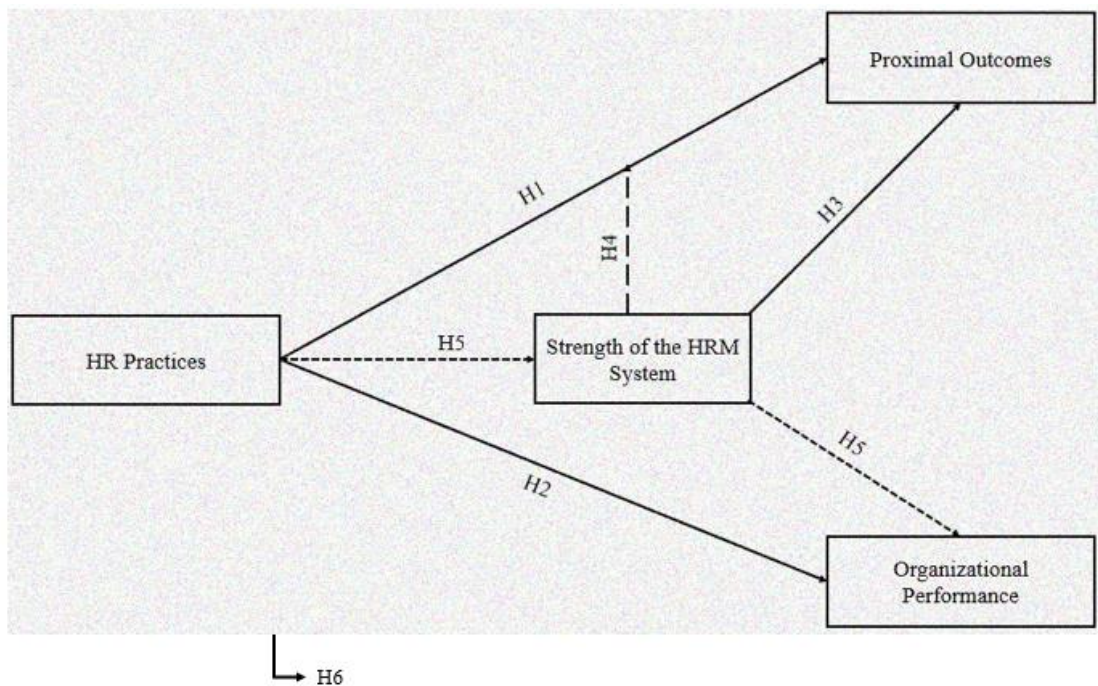 Proximal Outcomes
H1
H3
H4
HR Practices
H5
Strength of the HRM
System
H5
H2
Organizational
Performance
H6